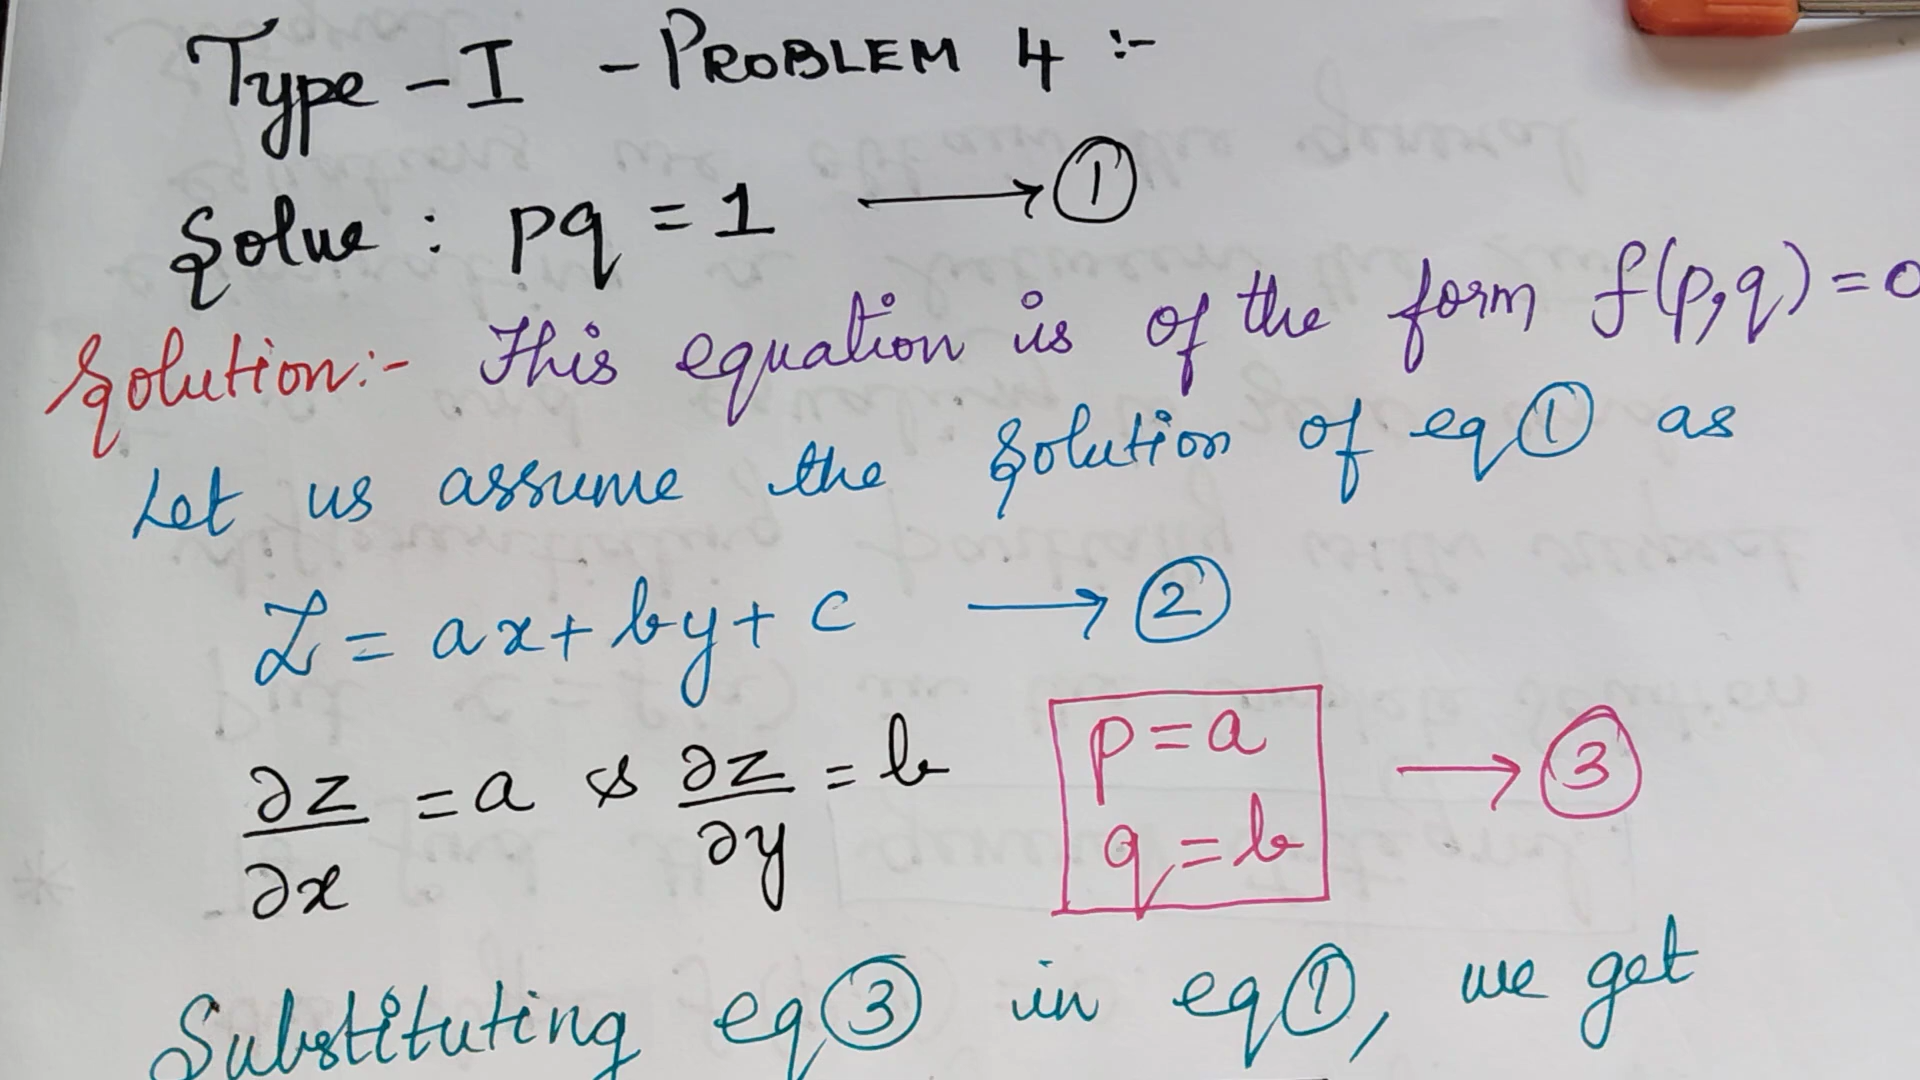 Type - I - PROBLEM 4 :-
Solve : pq = 1 ⟶ ①
Solution:- This equation is of the form f(p,q) = 0
Let us assume the solution of eq ① as
Z = ax + by + c ⟶ ②
∂z/∂x = a & ∂z/∂y = b
p = a
q = b
⟶ ③
Substituting eq ③ in eq ①, we get